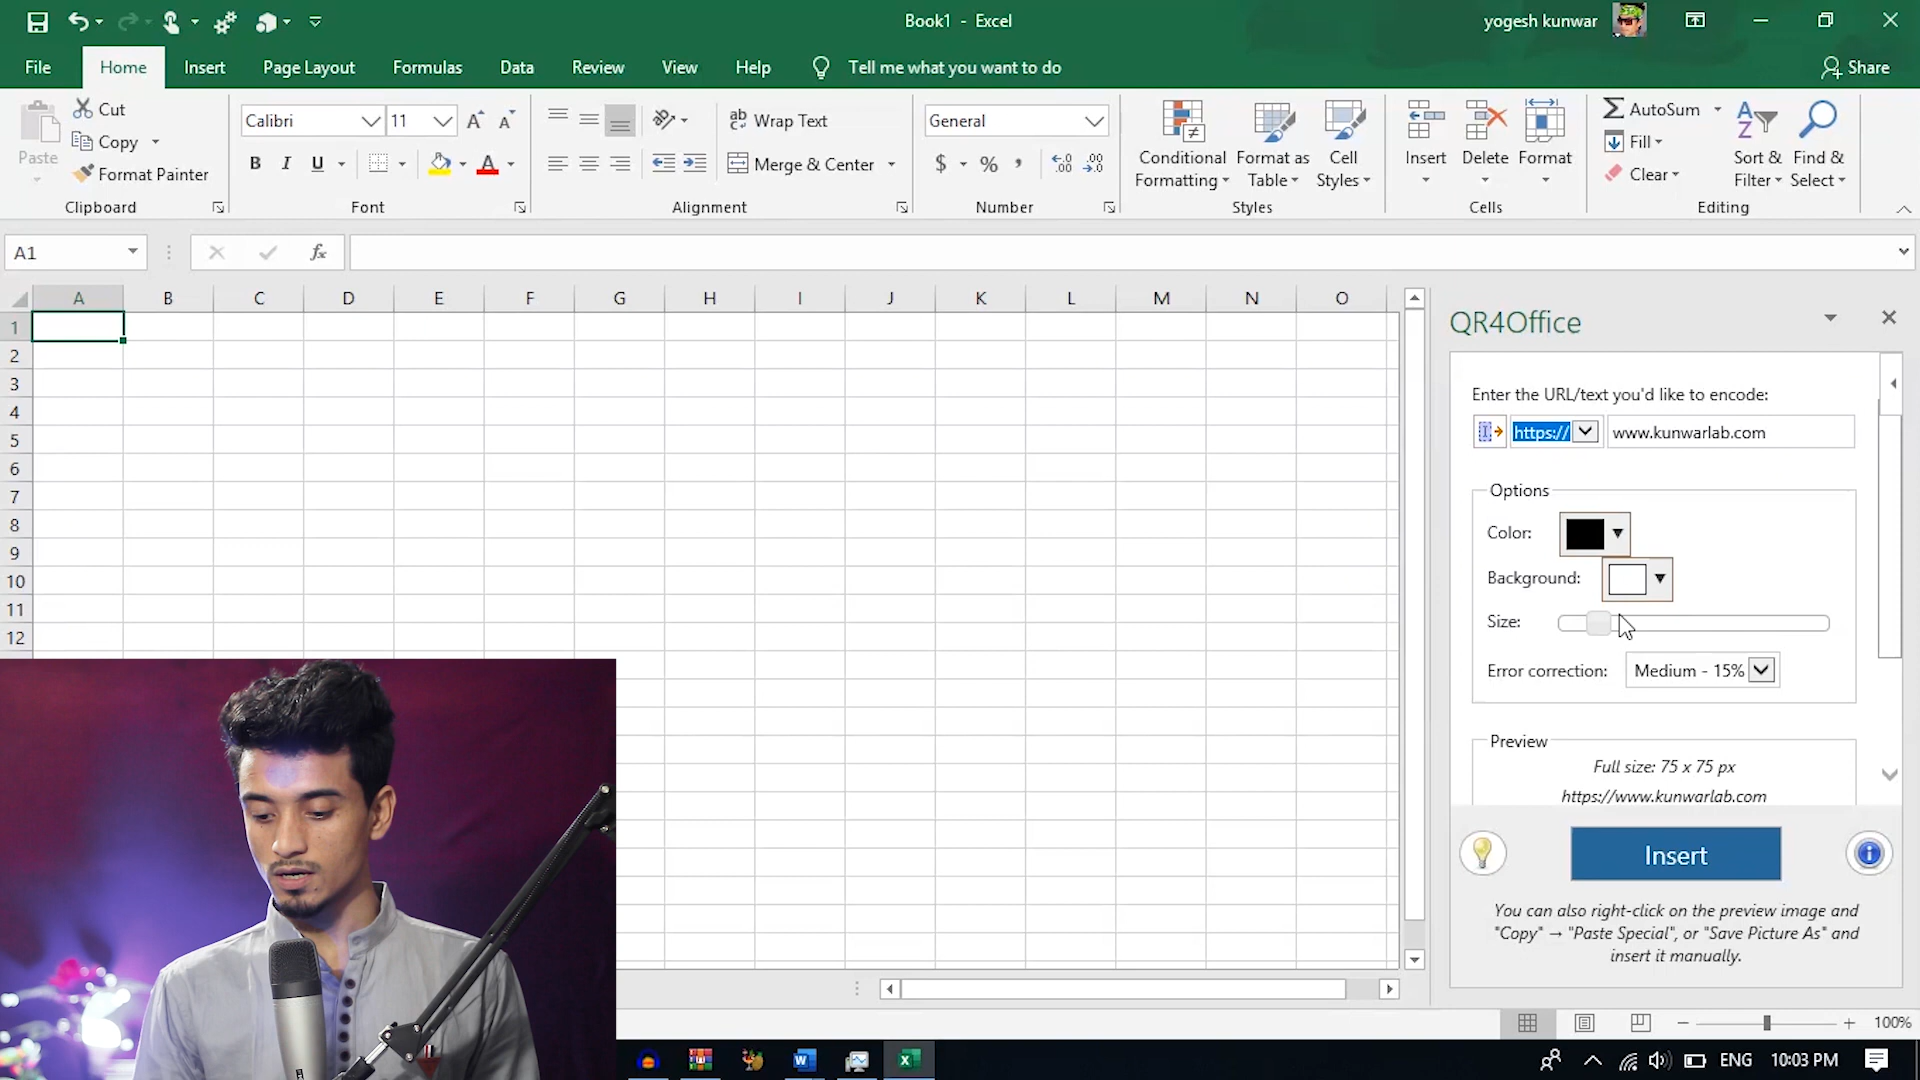 Book1 - Excel
yogesh kunwar
File Home Insert Page Layout Formulas Data Review View Help Tell me what you want to do Share
Paste
Cut
Copy
Format Painter
Clipboard
Calibri 11
B I U A
Font
ab Wrap Text
Merge & Center
Alignment
General
$ % ,
Number
Conditional Formatting
Format as Table
Cell Styles
Styles
Insert
Delete
Format
Cells
AutoSum
Fill
Clear
Sort & Filter
Find & Select
Editing
A1
fx
A B C D E F G H I J K L M N O
1
2
3
4
5
6
7
8
9
10
11
12
QR4Office
Enter the URL/text you'd like to encode:
https:// www.kunwarlab.com
Options
Color:
Background:
Size:
Error correction: Medium - 15%
Preview
Full size: 75 x 75 px
https://www.kunwarlab.com
Insert
You can also right-click on the preview image and
"Copy" → "Paste Special", or "Save Picture As" and
insert it manually.
100%
ENG 10:03 PM